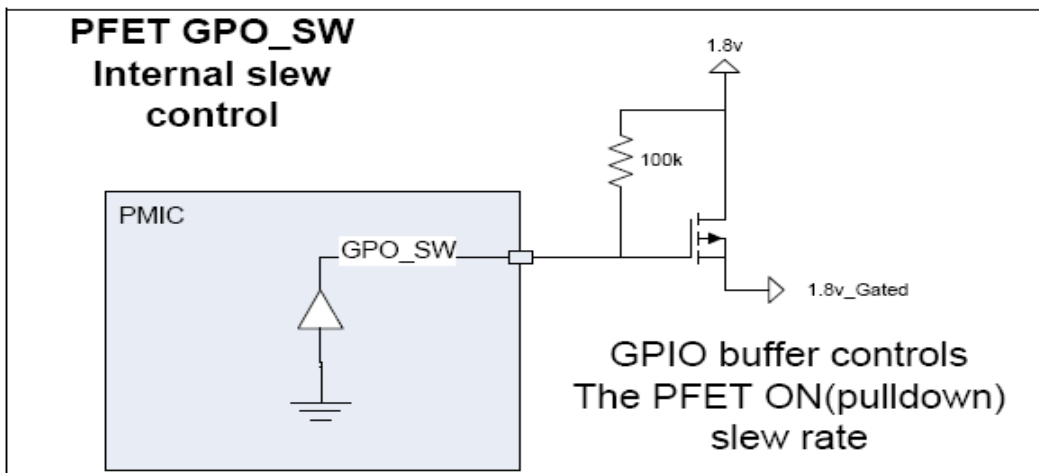 PFET GPO_SW
Internal slew
control
1.8v
100k
PMIC
GPO_SW
1.8v_Gated
GPIO buffer controls
The PFET ON(pulldown)
slew rate